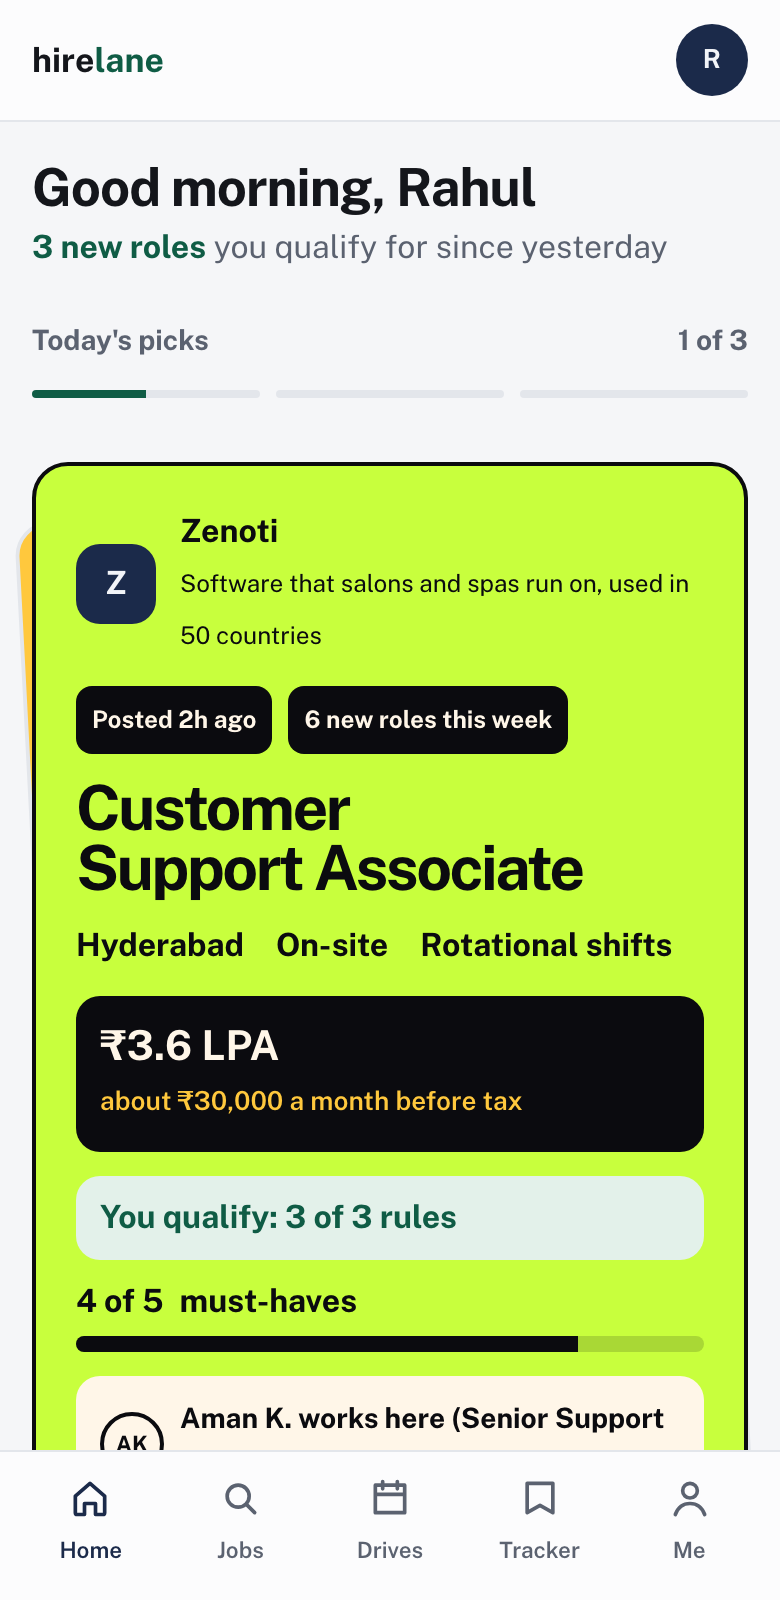 hirelane
R
Good morning, Rahul
3 new roles you qualify for since yesterday
Today's picks
1 of 3
Zenoti
Z
Software that salons and spas run on, used in
50 countries
Posted 2h ago
6 new roles this week
Customer
Support Associate
Hyderabad On-site Rotational shifts
₹3.6 LPA
about ₹30,000 a month before tax
You qualify: 3 of 3 rules
4 of 5 must-haves
Aman K. works here (Senior Support
AK
Home
Jobs
Drives
Tracker
Me